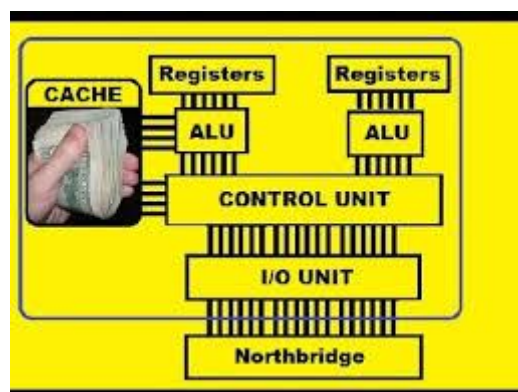 Registers
Registers
CACHE
ALU
ALU
CONTROL UNIT
I/O UNIT
Northbridge